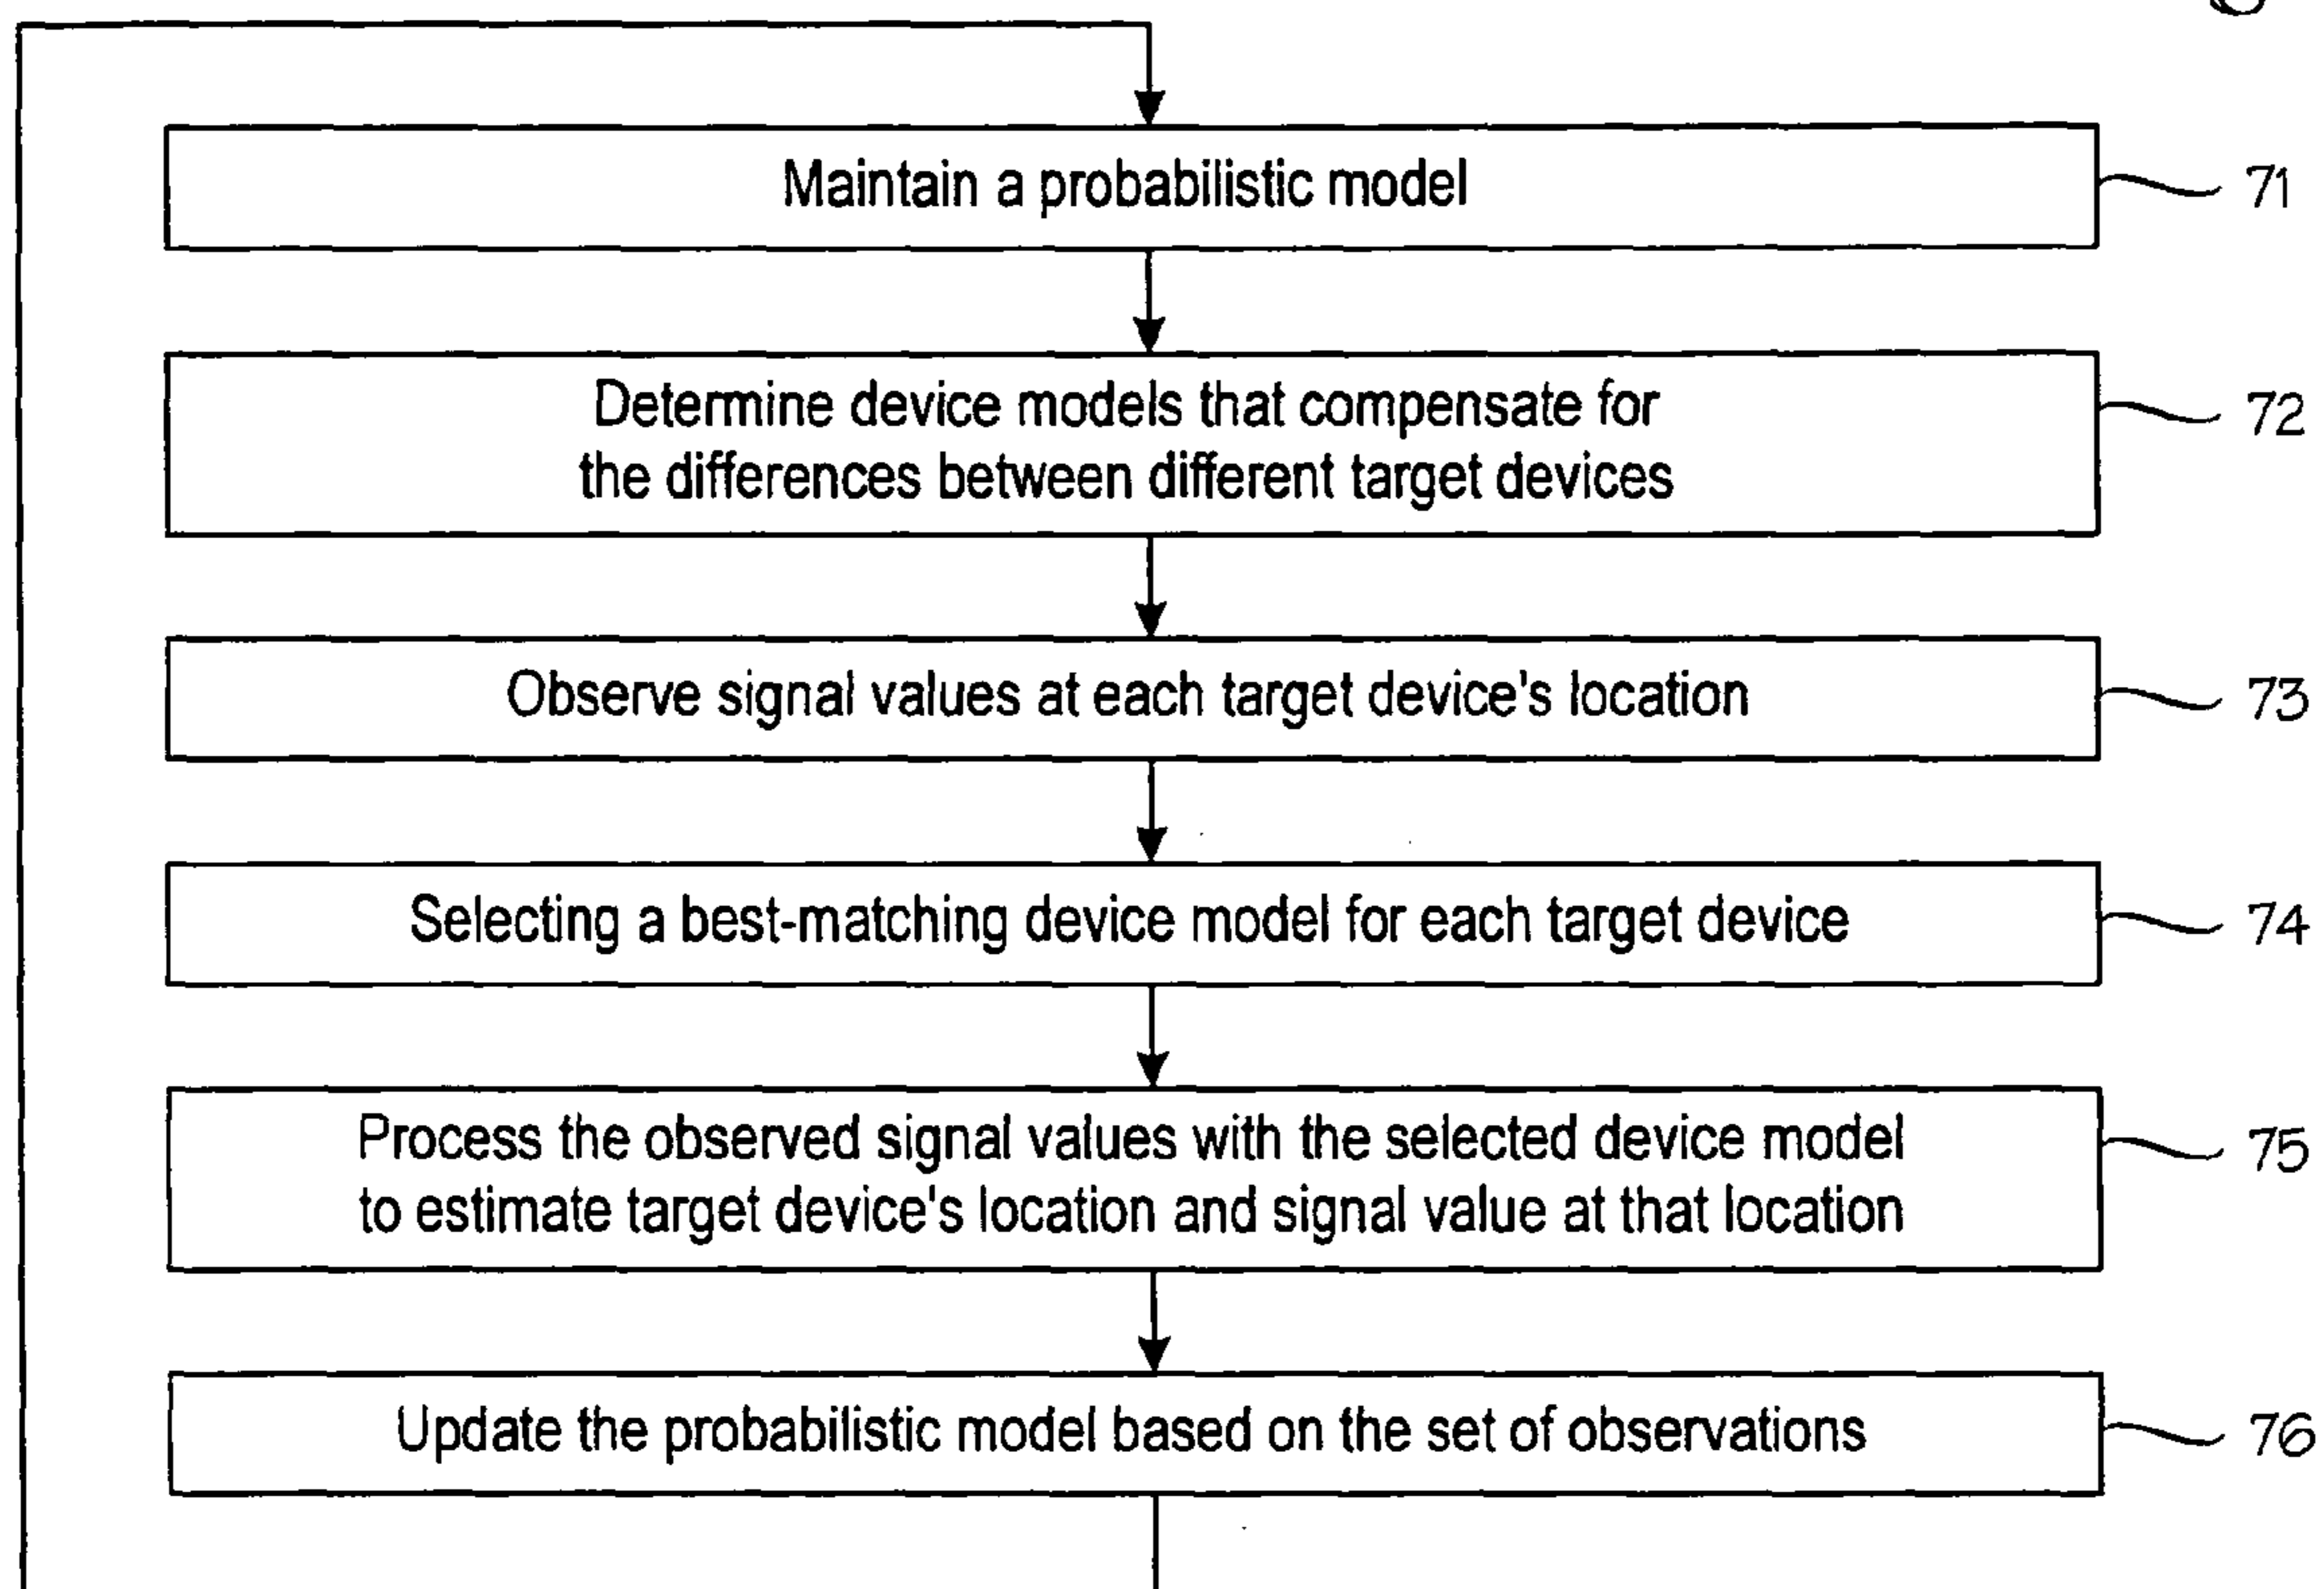 Maintain a probabilistic model
71
Determine device models that compensate for
the differences between different target devices
72
Observe signal values at each target device's location
73
Selecting a best-matching device model for each target device
74
Process the observed signal values with the selected device model
to estimate target device's location and signal value at that location
75
Update the probabilistic model based on the set of observations
76